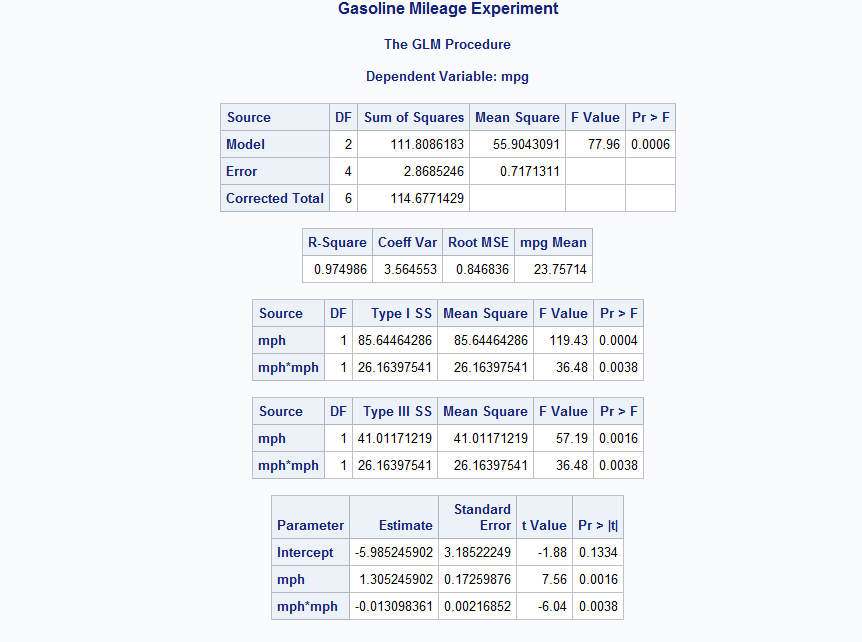 Gasoline Mileage Experiment
The GLM Procedure
Dependent Variable: mpg
Source DF Sum of Squares Mean Square F Value Pr > F
Model 2 111.8086183 55.9043091 77.96 0.0006
Error 4 2.8685246 0.7171311
Corrected Total 6 114.6771429
R-Square Coeff Var Root MSE mpg Mean
0.974986 3.564553 0.846836 23.75714
Source DF Type I SS Mean Square F Value Pr > F
mph 1 85.64464286 85.64464286 119.43 0.0004
mph*mph 1 26.16397541 26.16397541 36.48 0.0038
Source DF Type III SS Mean Square F Value Pr > F
mph 1 41.01171219 41.01171219 57.19 0.0016
mph*mph 1 26.16397541 26.16397541 36.48 0.0038
Parameter Estimate Standard Error t Value Pr > |t|
Intercept -5.985245902 3.18522249 -1.88 0.1334
mph 1.305245902 0.17259876 7.56 0.0016
mph*mph -0.013098361 0.00216852 -6.04 0.0038